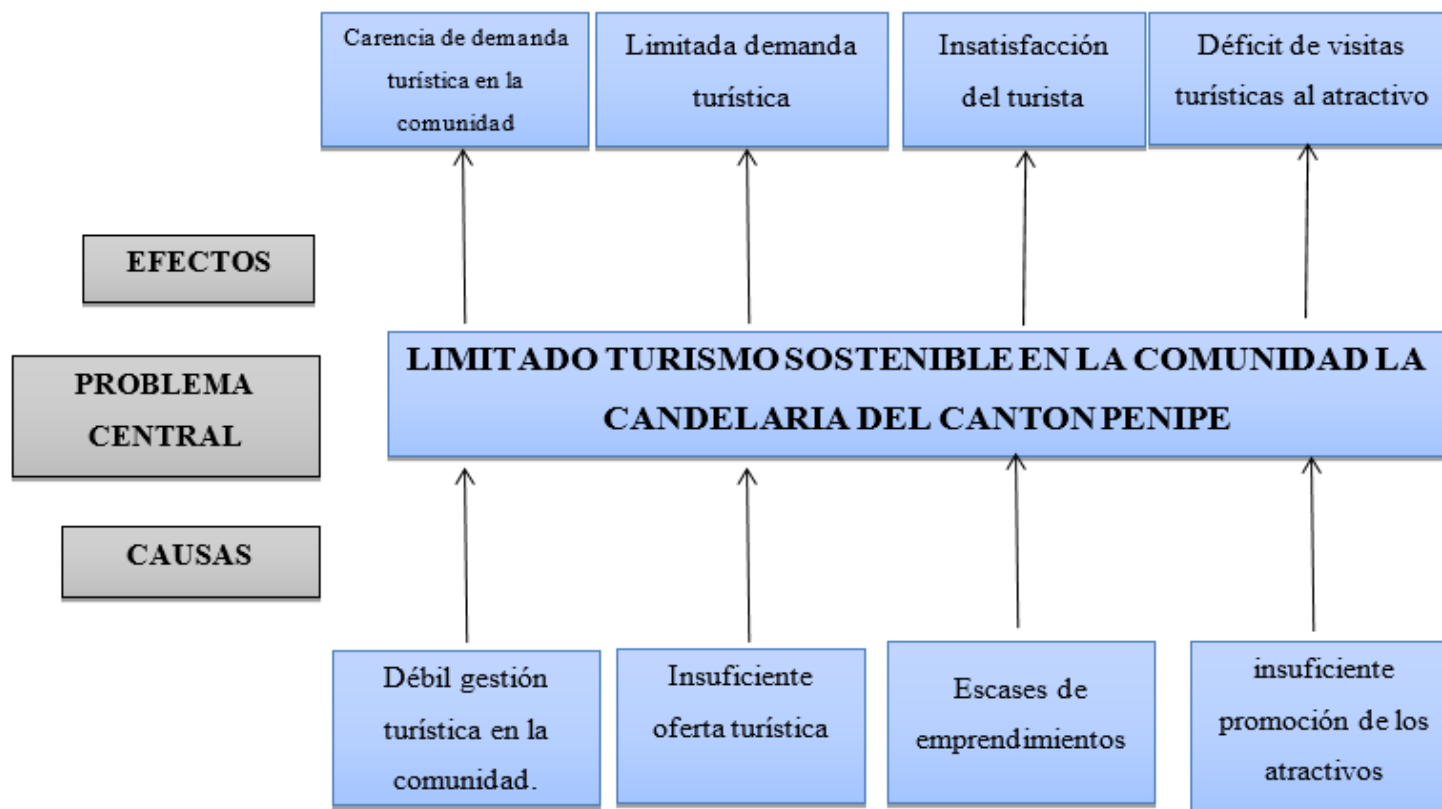 Carencia de demanda
turística en la
comunidad
Limitada demanda
turística
Insatisfacción
del turista
Déficit de visitas
turísticas al atractivo
EFECTOS
PROBLEMA
CENTRAL
LIMITADO TURISMO SOSTENIBLE EN LA COMUNIDAD LA
CANDELARIA DEL CANTON PENIPE
CAUSAS
Débil gestión
turística en la
comunidad.
Insuficiente
oferta turística
Escases de
emprendimientos
insuficiente
promoción de los
atractivos